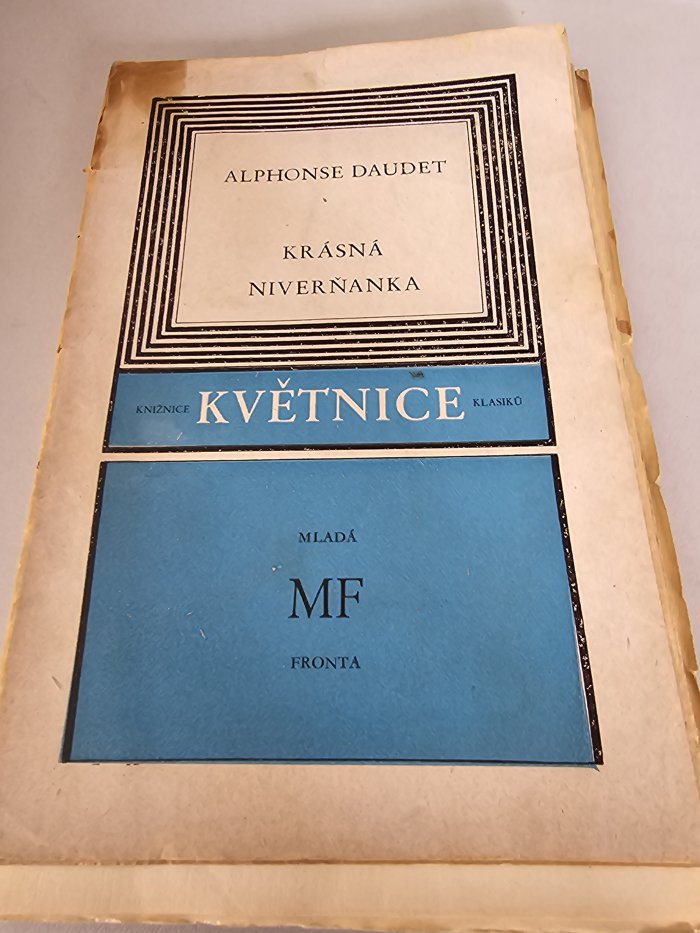 ALPHONSE DAUDET
KRÁSNÁ
NIVERŇANKA
KNIŽNICE KVĚTNICE KLASIKŮ
MLADÁ
MF
FRONTA